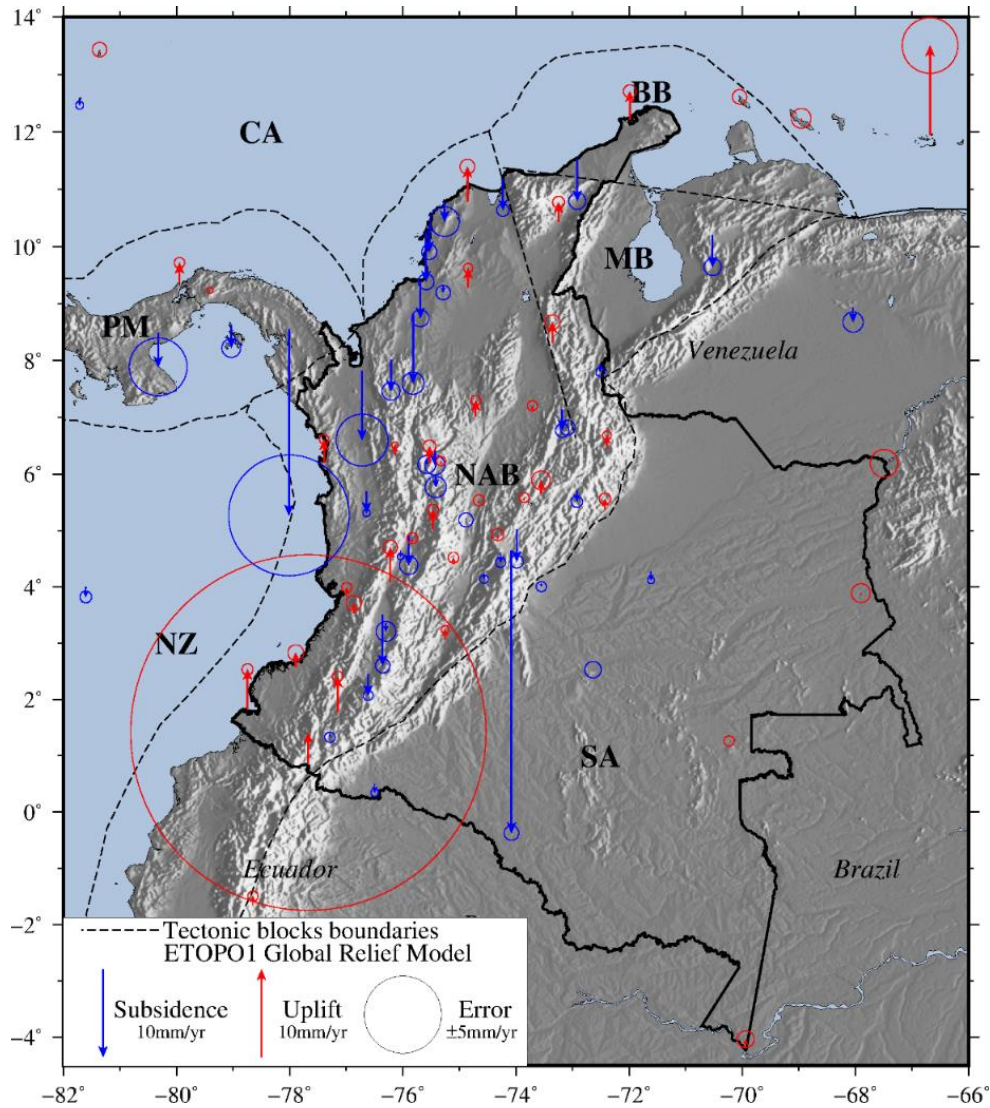 14°
12°
10°
8°
6°
4°
2°
0°
−2°
−4°
BB
CA
MB
PM
Venezuela
NAB
NZ
SA
Ecuador
Brazil
Tectonic blocks boundaries
ETOPO1 Global Relief Model
Subsidence
10mm/yr
Uplift
10mm/yr
Error
±5mm/yr
−82 −80° −78° −76° −74° −72° −70° −68° −66°